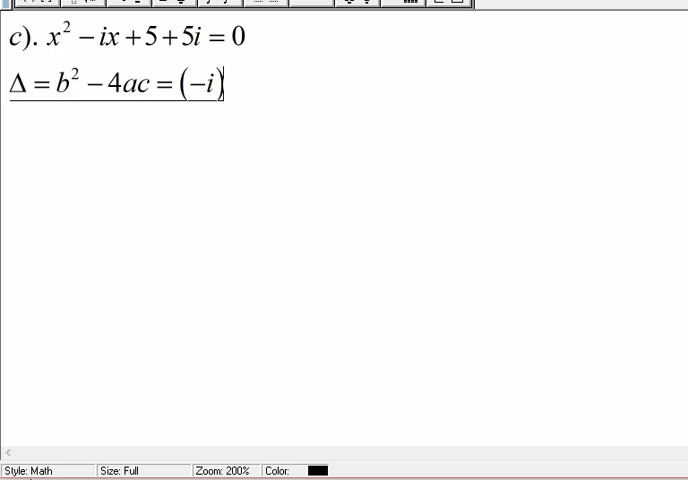 c). x² − ix + 5 + 5i = 0
Δ = b² − 4ac = (−i)
Style: Math Size: Full Zoom: 200% Color: